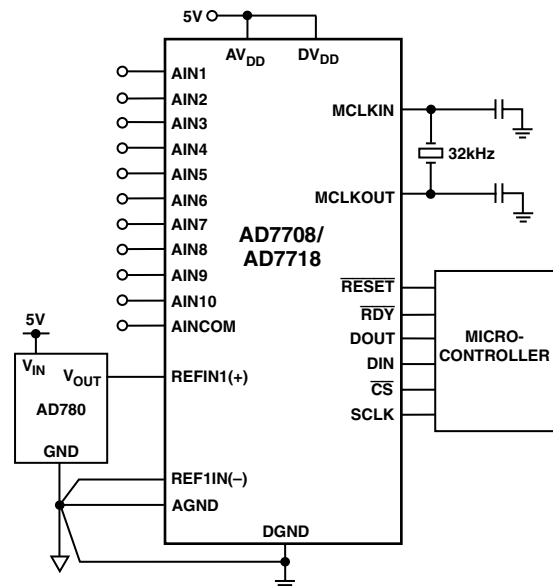 5V
AVDD
DVDD
AIN1
AIN2
AIN3
AIN4
AIN5
AIN6
AIN7
AIN8
AIN9
AIN10
AINCOM
MCLKIN
32kHz
MCLKOUT
AD7708/
AD7718
RESET
RDY
DOUT
DIN
CS
SCLK
MICRO-
CONTROLLER
5V
VIN
VOUT
AD780
GND
REFIN1(+)
REF1IN(–)
AGND
DGND